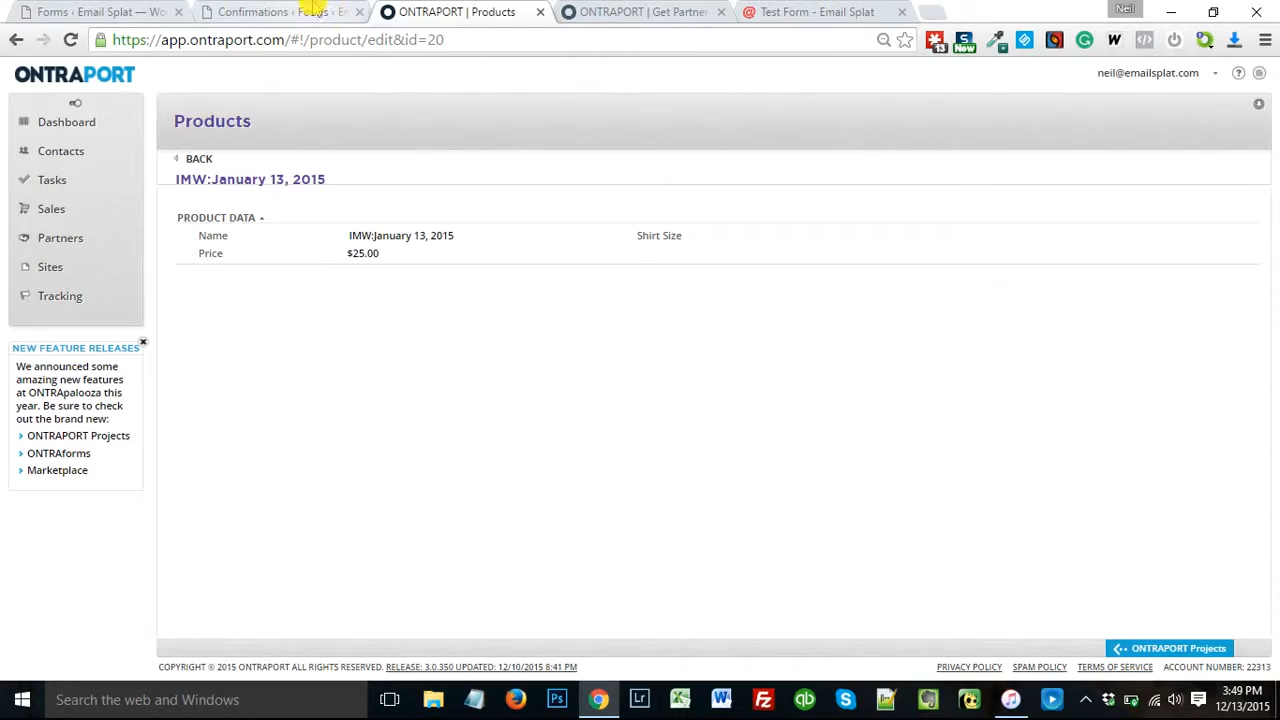 Forms ‹ Email Splat — Wo
Confirmations ‹ Forms ‹ Em
ONTRAPORT | Products
ONTRAPORT | Get Partne
Test Form - Email Splat
Neil
https://app.ontraport.com/#!/product/edit&id=20
13
New
ONTRAPORT
neil@emailsplat.com
Dashboard
Contacts
Tasks
Sales
Partners
Sites
Tracking
NEW FEATURE RELEASES
We announced some
amazing new features
at ONTRApalooza this
year. Be sure to check
out the brand new:
ONTRAPORT Projects
ONTRAforms
Marketplace
Products
BACK
IMW:January 13, 2015
PRODUCT DATA
Name IMW:January 13, 2015 Shirt Size
Price $25.00
ONTRAPORT Projects
COPYRIGHT © 2015 ONTRAPORT ALL RIGHTS RESERVED. RELEASE: 3.0.350 UPDATED: 12/10/2015 8:41 PM
PRIVACY POLICY SPAM POLICY TERMS OF SERVICE ACCOUNT NUMBER: 22313
Search the web and Windows
3:49 PM
12/13/2015